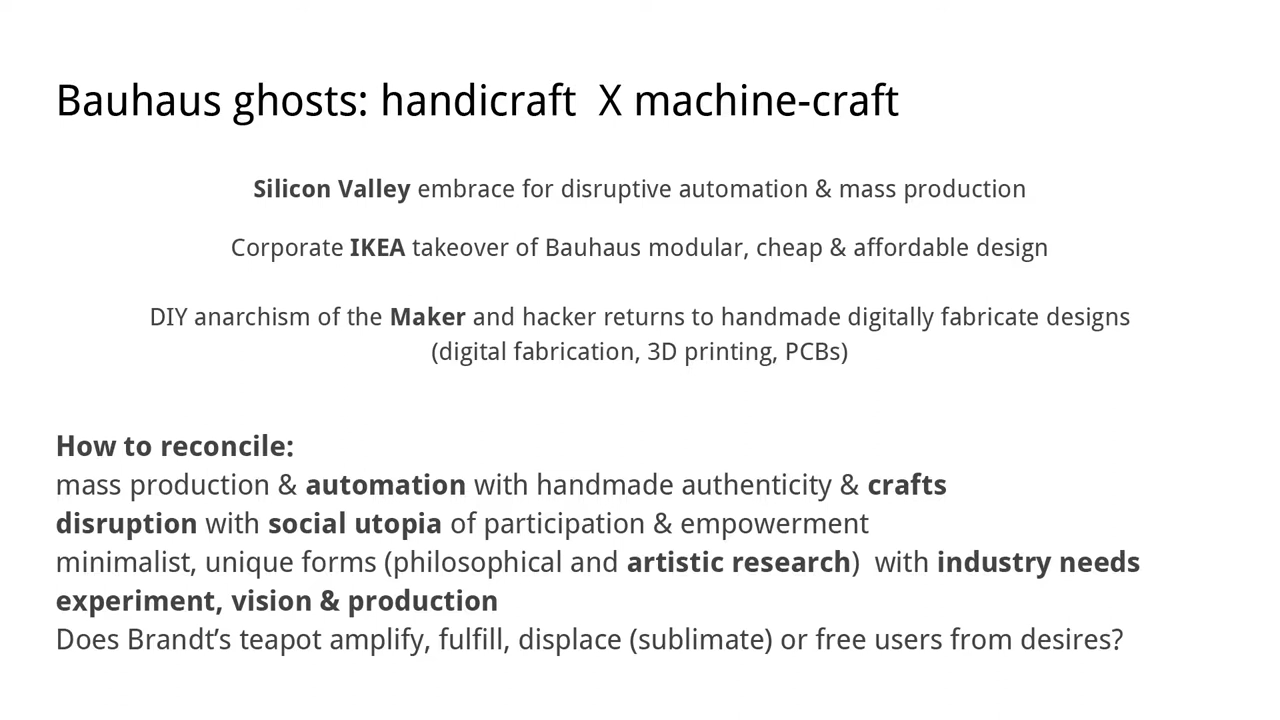 Bauhaus ghosts: handicraft  X machine-craft
Silicon Valley embrace for disruptive automation & mass production
Corporate IKEA takeover of Bauhaus modular, cheap & affordable design
DIY anarchism of the Maker and hacker returns to handmade digitally fabricate designs
(digital fabrication, 3D printing, PCBs)
How to reconcile:
mass production & automation with handmade authenticity & crafts
disruption with social utopia of participation & empowerment
minimalist, unique forms (philosophical and artistic research)  with industry needs
experiment, vision & production
Does Brandt’s teapot amplify, fulfill, displace (sublimate) or free users from desires?